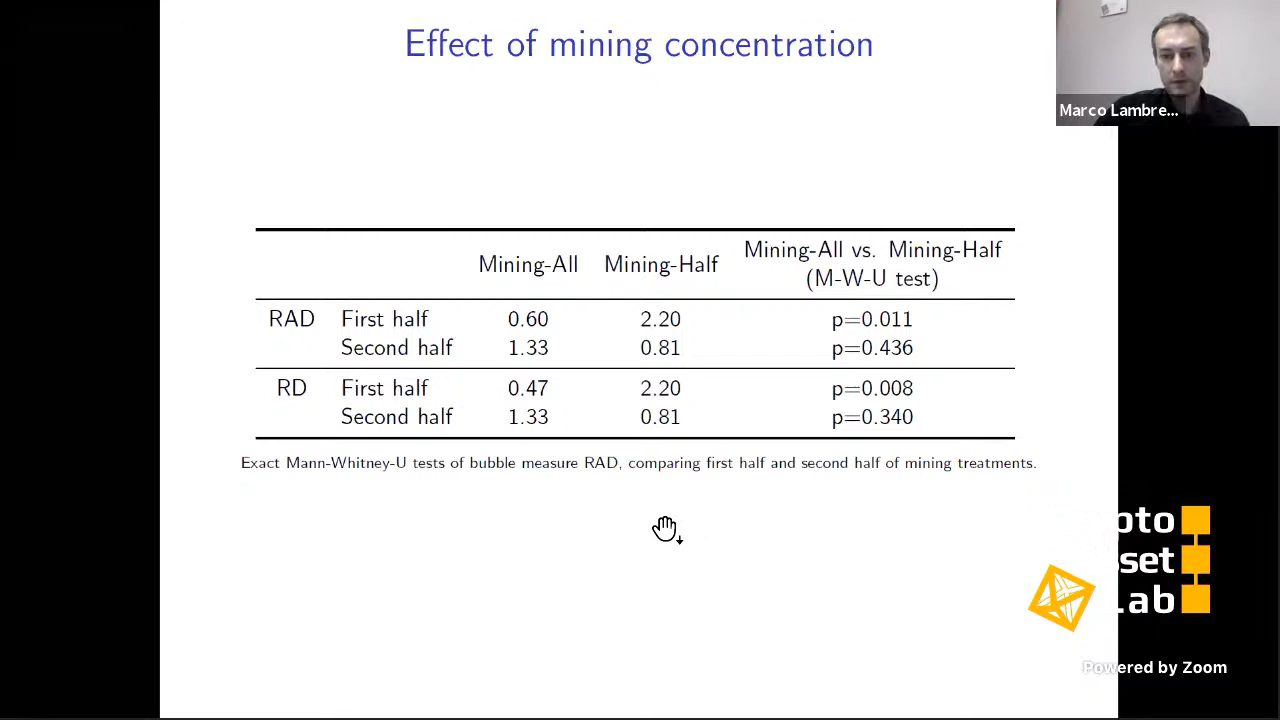 Effect of mining concentration
Marco Lambre...
Mining-All Mining-Half Mining-All vs. Mining-Half
(M-W-U test)
RAD First half 0.60 2.20 p=0.011
Second half 1.33 0.81 p=0.436
RD First half 0.47 2.20 p=0.008
Second half 1.33 0.81 p=0.340
Exact Mann-Whitney-U tests of bubble measure RAD, comparing first half and second half of mining treatments.
Powered by Zoom